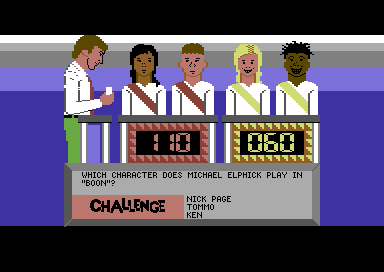 110 060
WHICH CHARACTER DOES MICHAEL ELPHICK PLAY IN
"BOON"?
CHALLENGE
NICK PAGE
TOMMO
KEN